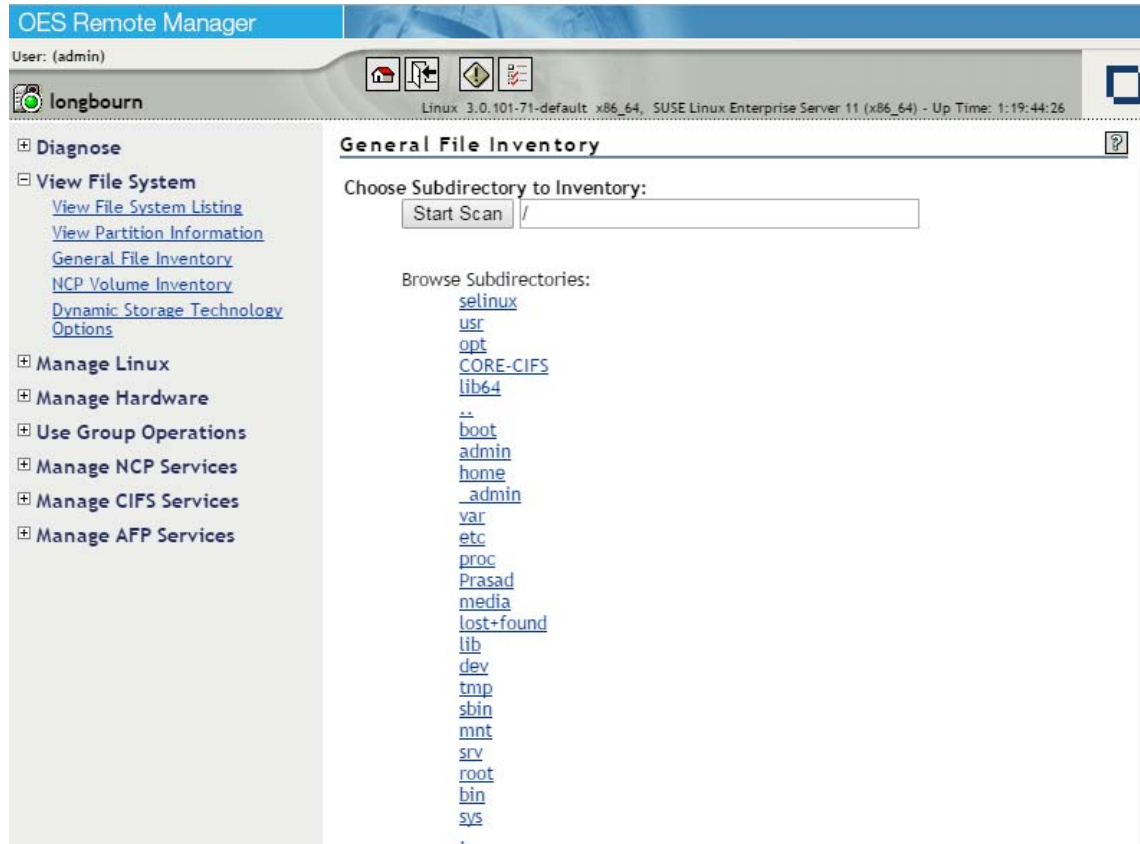 OES Remote Manager
User: (admin)
longbourn
Linux 3.0.101-71-default x86_64, SUSE Linux Enterprise Server 11 (x86_64) - Up Time: 1:19:44:26
Diagnose
View File System
View File System Listing
View Partition Information
General File Inventory
NCP Volume Inventory
Dynamic Storage Technology
Options
Manage Linux
Manage Hardware
Use Group Operations
Manage NCP Services
Manage CIFS Services
Manage AFP Services
General File Inventory
?
Choose Subdirectory to Inventory:
Start Scan /
Browse Subdirectories:
selinux
usr
opt
CORE-CIFS
lib64
..
boot
admin
home
_admin
var
etc
proc
Prasad
media
lost+found
lib
dev
tmp
sbin
mnt
srv
root
bin
sys
.